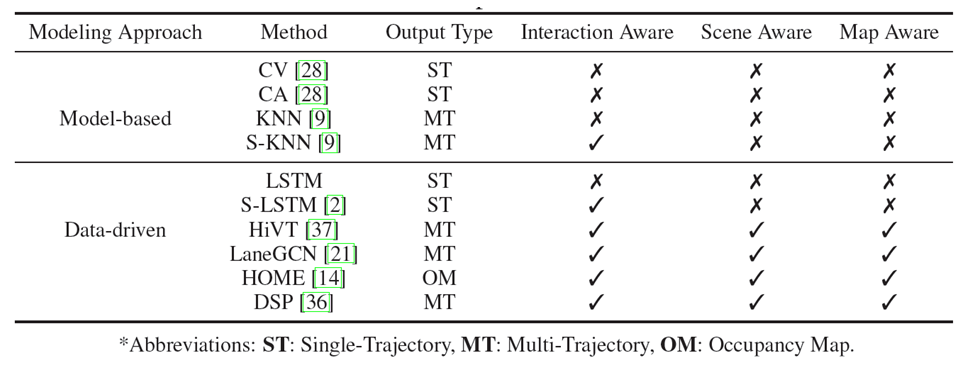 Modeling Approach Method Output Type Interaction Aware Scene Aware Map Aware
CV [28] ST ✗ ✗ ✗
CA [28] ST ✗ ✗ ✗
Model-based KNN [9] MT ✗ ✗ ✗
S-KNN [9] MT ✓ ✗ ✗
LSTM ST ✗ ✗ ✗
S-LSTM [2] ST ✓ ✗ ✗
Data-driven HiVT [37] MT ✓ ✓ ✓
LaneGCN [21] MT ✓ ✓ ✓
HOME [14] OM ✓ ✓ ✓
DSP [36] MT ✓ ✓ ✓
*Abbreviations: ST: Single-Trajectory, MT: Multi-Trajectory, OM: Occupancy Map.